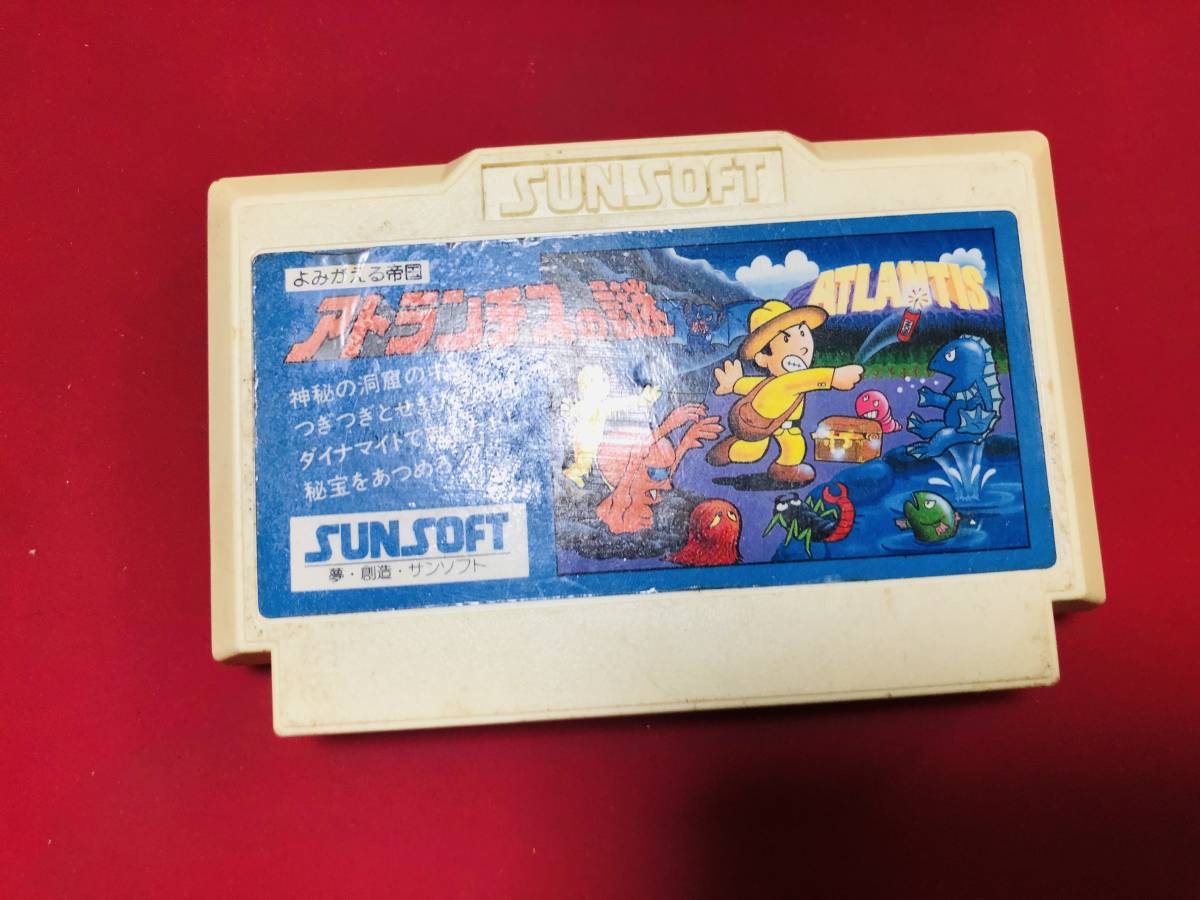 SUNSOFT
よみがえる帝国
アトランチスの謎
ATLANTIS
神秘の洞窟の
つぎつぎとせき
ダイナマイトで
秘宝をあつめろ
SUNSOFT
夢・創造・サンソフト